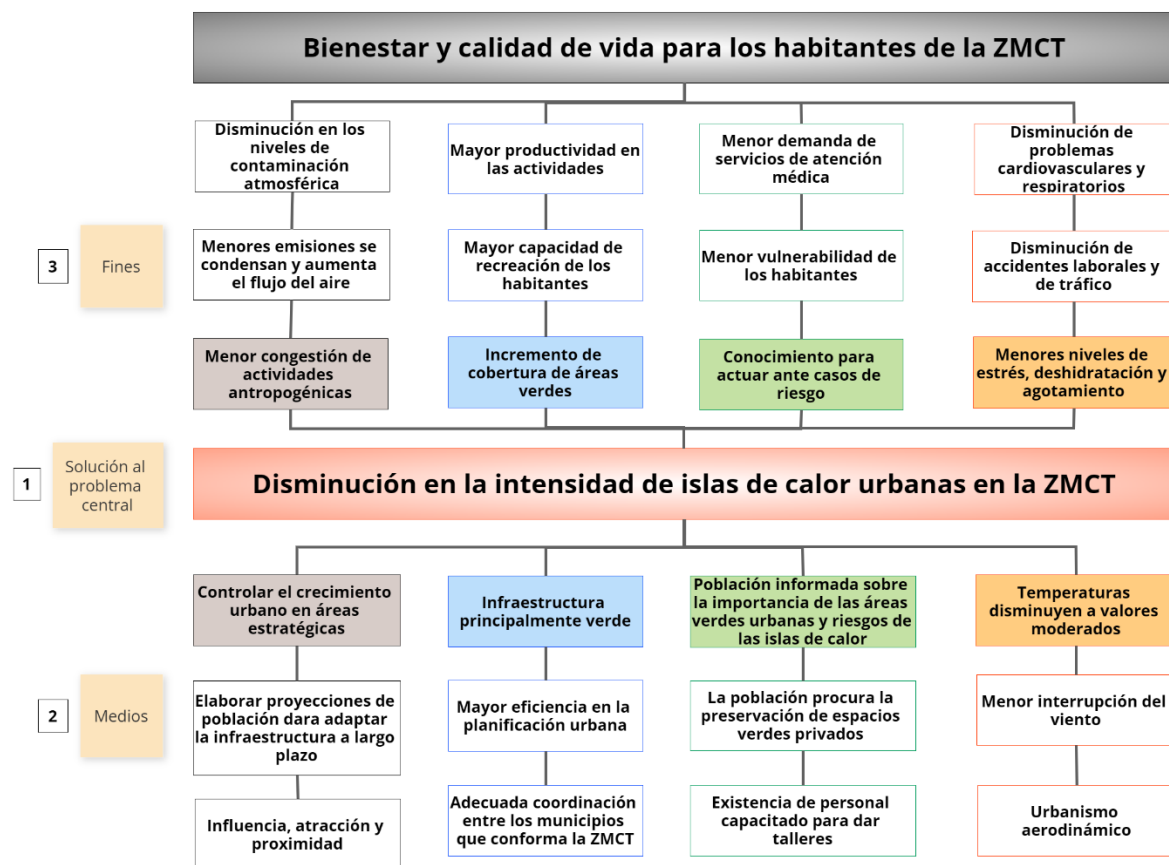 Bienestar y calidad de vida para los habitantes de la ZMCT
Disminución en los
niveles de
contaminación
atmosférica
Mayor productividad en
las actividades
Menor demanda de
servicios de atención
médica
Disminución de
problemas
cardiovasculares y
respiratorios
3
Fines
Menores emisiones se
condensan y aumenta
el flujo del aire
Mayor capacidad de
recreación de los
habitantes
Menor vulnerabilidad de
los habitantes
Disminución de
accidentes laborales y
de tráfico
Menor congestión de
actividades
antropogénicas
Incremento de
cobertura de áreas
verdes
Conocimiento para
actuar ante casos de
riesgo
Menores niveles de
estrés, deshidratación y
agotamiento
1
Solución al
problema
central
Disminución en la intensidad de islas de calor urbanas en la ZMCT
Controlar el crecimiento
urbano en áreas
estratégicas
Infraestructura
principalmente verde
Población informada sobre
la importancia de las áreas
verdes urbanas y riesgos de
las islas de calor
Temperaturas
disminuyen a valores
moderados
2
Medios
Elaborar proyecciones de
población dara adaptar
la infraestructura a largo
plazo
Mayor eficiencia en la
planificación urbana
La población procura la
preservación de espacios
verdes privados
Menor interrupción del
viento
Influencia, atracción y
proximidad
Adecuada coordinación
entre los municipios
que conforma la ZMCT
Existencia de personal
capacitado para dar
talleres
Urbanismo
aerodinámico